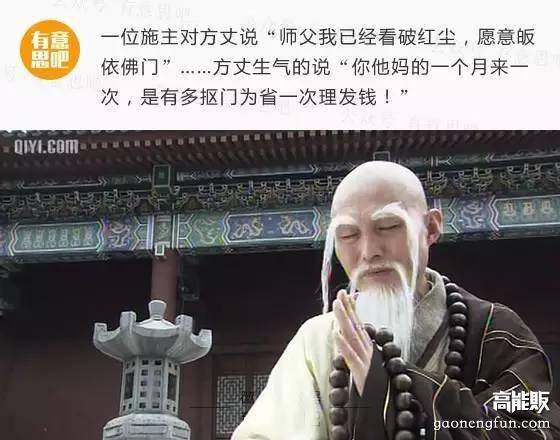 有意
思吧
一位施主对方丈说“师父我已经看破红尘，愿意皈
依佛门”……方丈生气的说“你他妈的一个月来一
次，是有多抠门为省一次理发钱！”
QIYI.COM
高能贩
gaonengfun.com